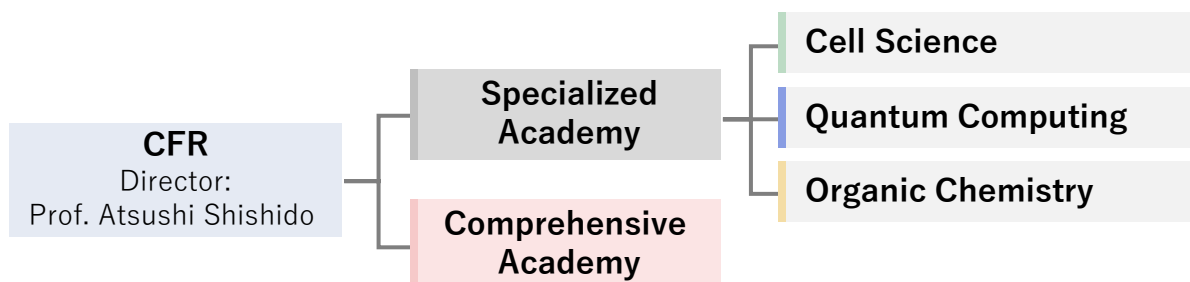 CFR
Director:
Prof. Atsushi Shishido
Specialized
Academy
Comprehensive
Academy
Cell Science
Quantum Computing
Organic Chemistry